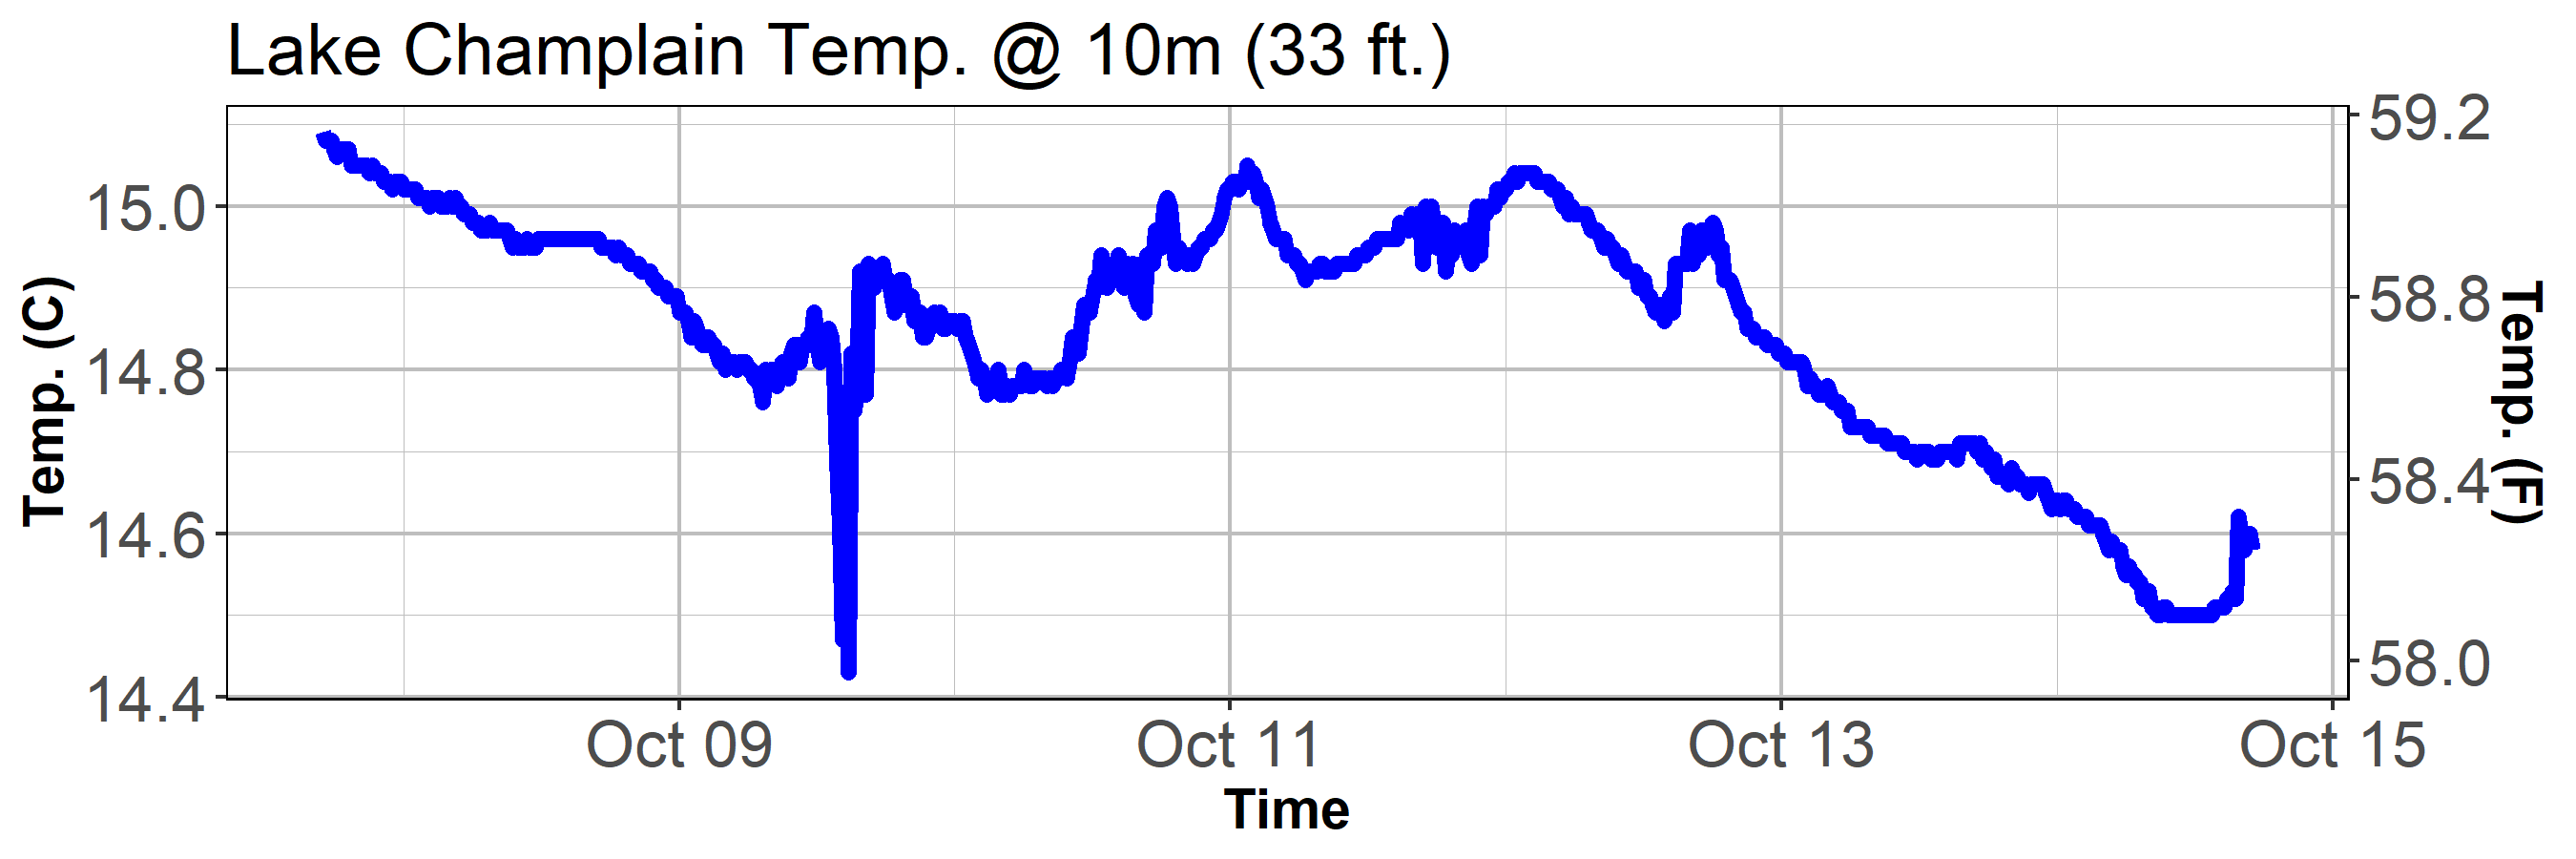 Lake Champlain Temp. @ 10m (33 ft.)
59.2
15.0
58.8
14.8
58.4
14.6
58.0
14.4
Temp. (C)
Temp. (F)
Oct 09 Oct 11 Oct 13 Oct 15
Time